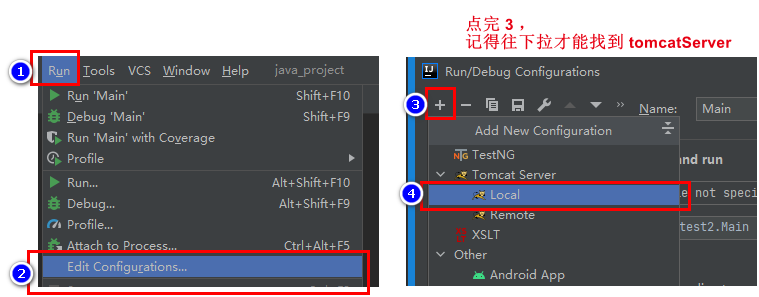 点完 3 ，
记得往下拉才能找到 tomcatServer
1
Run Tools VCS Window Help java_project
Run 'Main' Shift+F10
Debug 'Main' Shift+F9
Run 'Main' with Coverage
Profile
Run... Alt+Shift+F10
Debug... Alt+Shift+F9
Profile...
Attach to Process... Ctrl+Alt+F5
2
Edit Configurations...
IJ Run/Debug Configurations
3
Name: Main
Add New Configuration
TestNG
and run
Tomcat Server
4
Local
e not speci
Remote
test2.Main
XSLT
Other
Android App